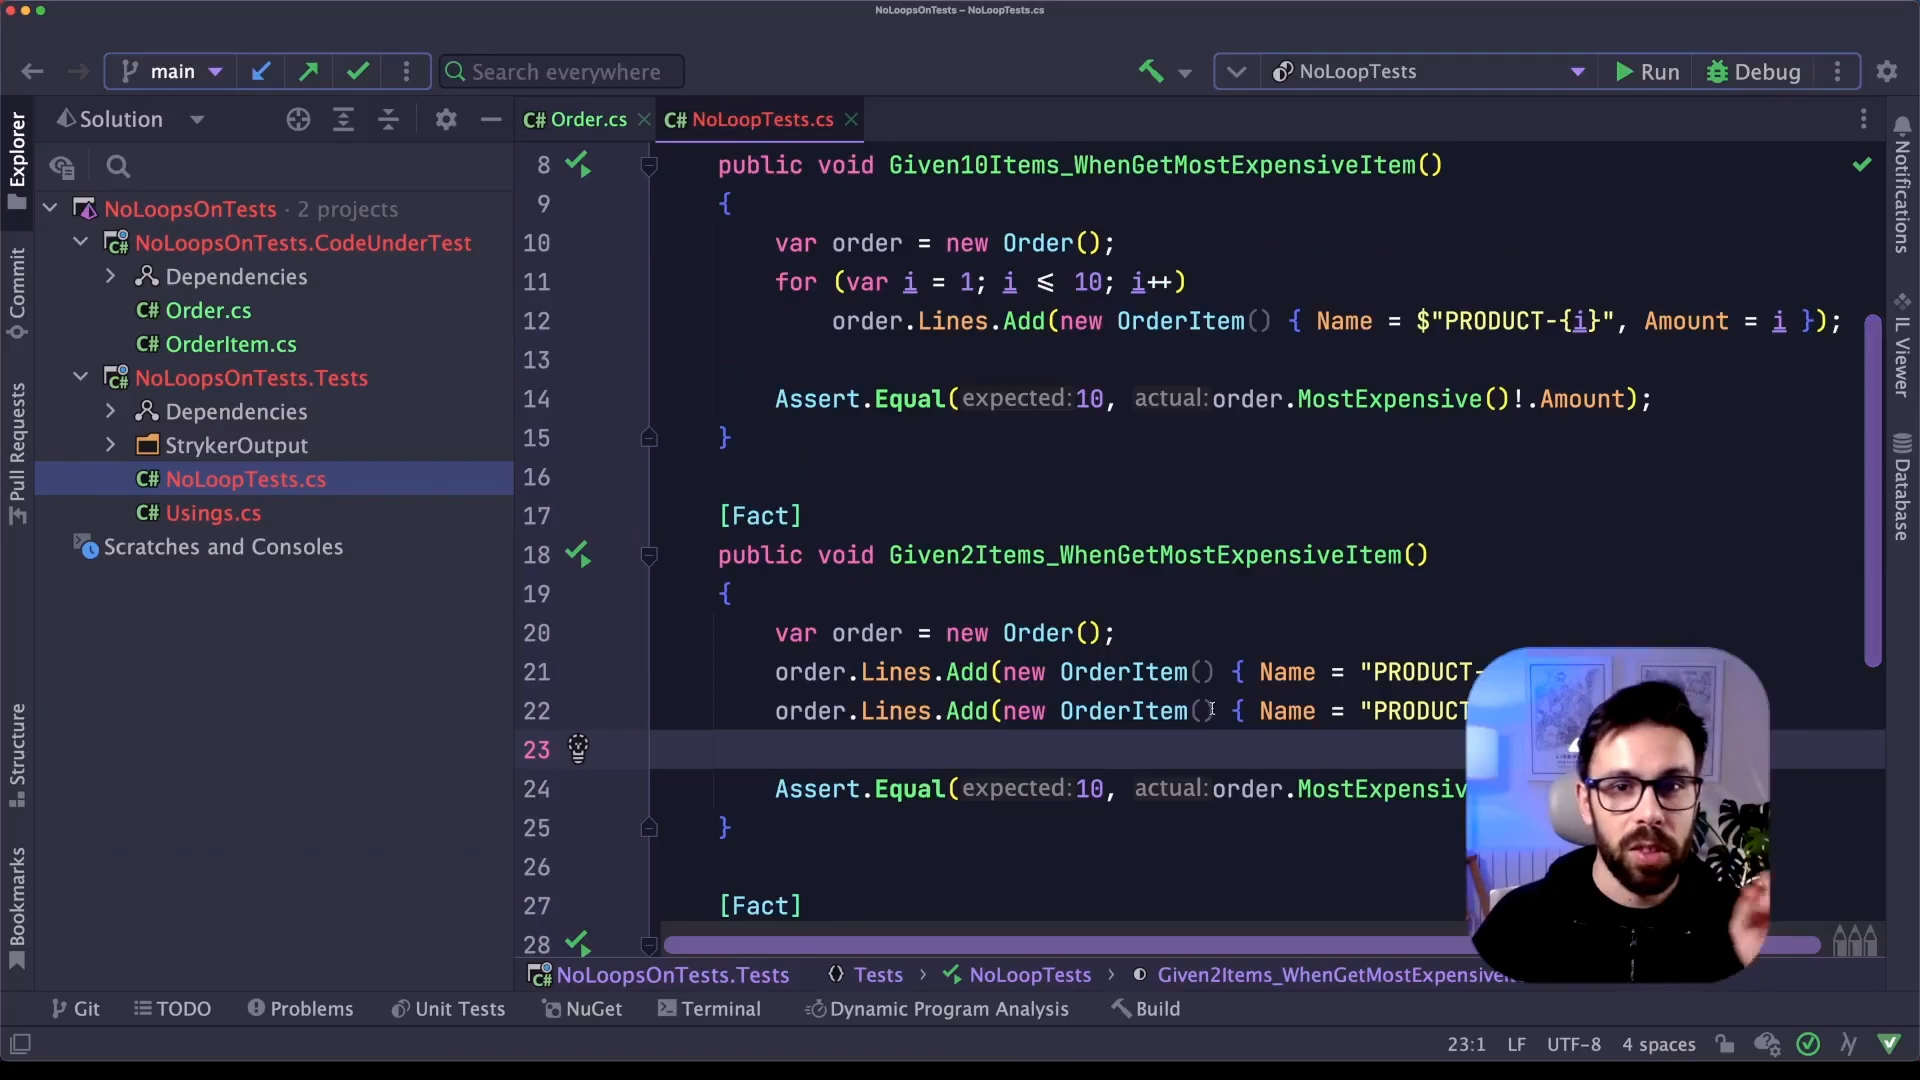 NoLoopsOnTests – NoLoopTests.cs
main
Search everywhere
NoLoopTests
Run
Debug
Explorer
Commit
Pull Requests
Structure
Bookmarks
Solution
NoLoopsOnTests · 2 projects
NoLoopsOnTests.CodeUnderTest
Dependencies
C# Order.cs
C# OrderItem.cs
NoLoopsOnTests.Tests
Dependencies
StrykerOutput
C# NoLoopTests.cs
C# Usings.cs
Scratches and Consoles
C# Order.cs
C# NoLoopTests.cs
8 public void Given10Items_WhenGetMostExpensiveItem()
9 {
10 var order = new Order();
11 for (var i = 1; i ≤ 10; i++)
12 order.Lines.Add(new OrderItem() { Name = $"PRODUCT-{i}", Amount = i });
13
14 Assert.Equal(expected:10, actual:order.MostExpensive()!.Amount);
15 }
16
17 [Fact]
18 public void Given2Items_WhenGetMostExpensiveItem()
19 {
20 var order = new Order();
21 order.Lines.Add(new OrderItem() { Name = "PRODUCT-
22 order.Lines.Add(new OrderItem() { Name = "PRODUCT
23
24 Assert.Equal(expected:10, actual:order.MostExpensiv
25 }
26
27 [Fact]
28
Notifications
IL Viewer
Database
NoLoopsOnTests.Tests
Tests
NoLoopTests
Given2Items_WhenGetMostExpensive
Git
TODO
Problems
Unit Tests
NuGet
Terminal
Dynamic Program Analysis
Build
23:1
LF
UTF-8
4 spaces